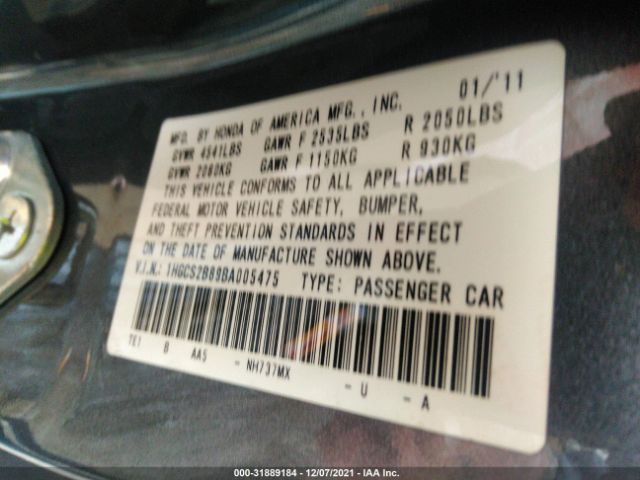 01/'11
MFD. BY HONDA OF AMERICA MFG., INC.
GVWR 4541LBS GAWR F 2535LBS R 2050LBS
GVWR 2060KG GAWR F 1150KG R 930KG
THIS VEHICLE CONFORMS TO ALL APPLICABLE
FEDERAL MOTOR VEHICLE SAFETY, BUMPER,
AND THEFT PREVENTION STANDARDS IN EFFECT
ON THE DATE OF MANUFACTURE SHOWN ABOVE.
V.I.N.: 1HGCS2B89BA005475 TYPE: PASSENGER CAR
TE1 B AA5 - NH737MX - U - A
000-31889184 - 12/07/2021 - IAA Inc.